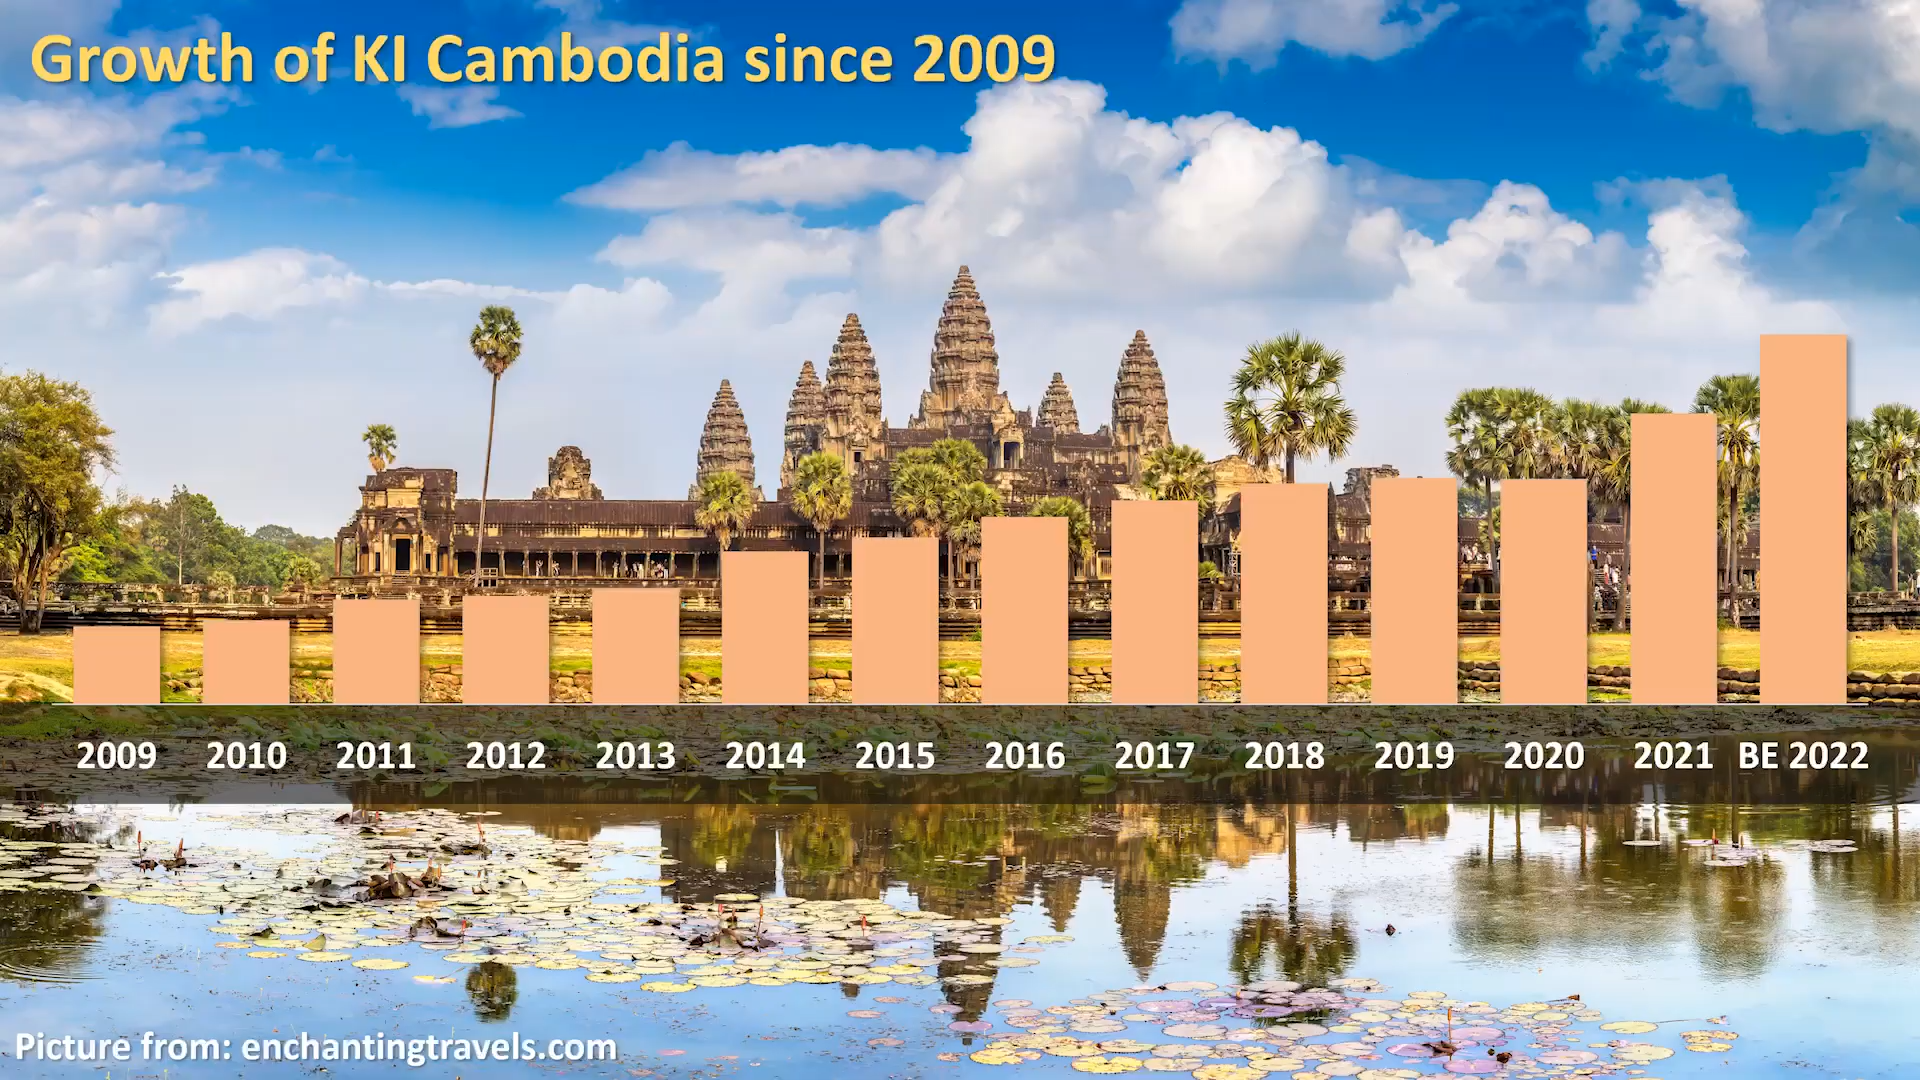 Growth of KI Cambodia since 2009
2009 2010 2011 2012 2013 2014 2015 2016 2017 2018 2019 2020 2021 BE 2022
Picture from: enchantingtravels.com